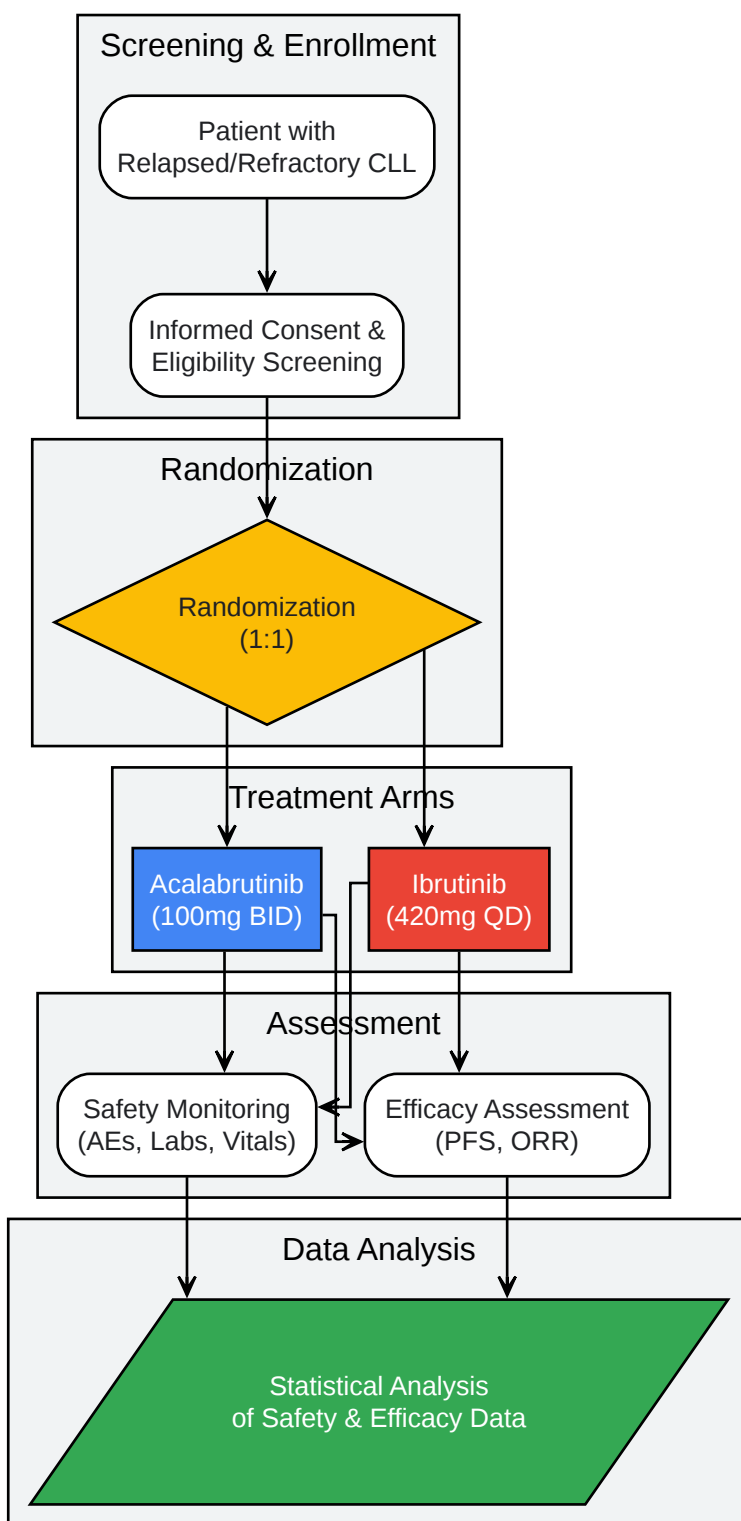 Screening & Enrollment
Patient with
Relapsed/Refractory CLL
Informed Consent &
Eligibility Screening
Randomization
Randomization
(1:1)
Treatment Arms
Acalabrutinib
(100mg BID)
Ibrutinib
(420mg QD)
Assessment
Safety Monitoring
(AEs, Labs, Vitals)
Efficacy Assessment
(PFS, ORR)
Data Analysis
Statistical Analysis
of Safety & Efficacy Data